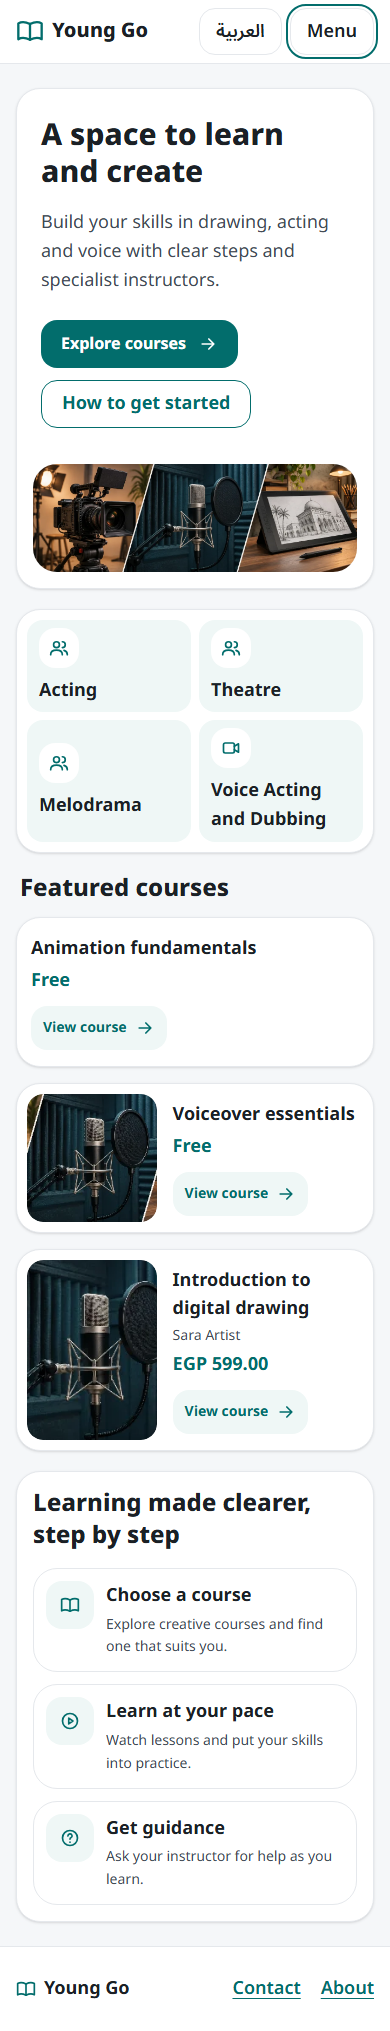 Young Go
العربية
Menu
A space to learn
and create
Build your skills in drawing, acting
and voice with clear steps and
specialist instructors.
Explore courses
How to get started
Acting
Theatre
Melodrama
Voice Acting
and Dubbing
Featured courses
Animation fundamentals
Free
View course
Voiceover essentials
Free
View course
Introduction to
digital drawing
Sara Artist
EGP 599.00
View course
Learning made clearer,
step by step
Choose a course
Explore creative courses and find
one that suits you.
Learn at your pace
Watch lessons and put your skills
into practice.
Get guidance
Ask your instructor for help as you
learn.
Young Go
Contact
About